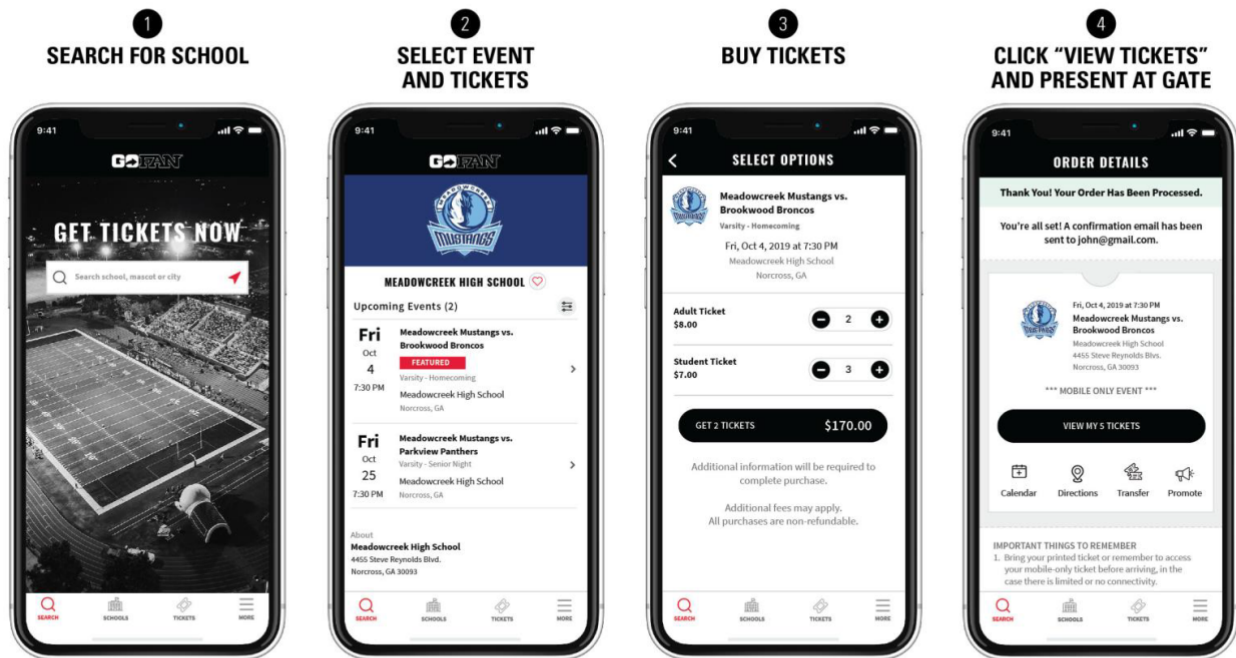 1
SEARCH FOR SCHOOL
9:41
GOFAN
GET TICKETS NOW
Search school, mascot or city
SEARCH
SCHOOLS
TICKETS
MORE
2
SELECT EVENT
AND TICKETS
9:41
GOFAN
MEADOWCREEK
MUSTANGS
MEADOWCREEK HIGH SCHOOL
Upcoming Events (2)
Fri
Oct
4
7:30 PM
Meadowcreek Mustangs vs.
Brookwood Broncos
FEATURED
Varsity - Homecoming
Meadowcreek High School
Norcross, GA
Fri
Oct
25
7:30 PM
Meadowcreek Mustangs vs.
Parkview Panthers
Varsity - Senior Night
Meadowcreek High School
Norcross, GA
About
Meadowcreek High School
4455 Steve Reynolds Blvd.
Norcross, GA 30093
SEARCH
SCHOOLS
TICKETS
MORE
3
BUY TICKETS
9:41
SELECT OPTIONS
MUSTANGS
Meadowcreek Mustangs vs.
Brookwood Broncos
Varsity - Homecoming
Fri, Oct 4, 2019 at 7:30 PM
Meadowcreek High School
Norcross, GA
Adult Ticket
$8.00
2
Student Ticket
$7.00
3
GET 2 TICKETS $170.00
Additional information will be required to
complete purchase.
Additional fees may apply.
All purchases are non-refundable.
SEARCH
SCHOOLS
TICKETS
MORE
4
CLICK “VIEW TICKETS”
AND PRESENT AT GATE
9:41
ORDER DETAILS
Thank You! Your Order Has Been Processed.
You're all set! A confirmation email has been
sent to john@gmail.com.
MUSTANGS
Fri, Oct 4, 2019 at 7:30 PM
Meadowcreek Mustangs vs.
Brookwood Broncos
Meadowcreek High School
4455 Steve Reynolds Blvs.
Norcross, GA 30093
*** MOBILE ONLY EVENT ***
VIEW MY 5 TICKETS
Calendar
Directions
Transfer
Promote
IMPORTANT THINGS TO REMEMBER
1. Bring your printed ticket or remember to access
your mobile-only ticket before arriving, in the
case there is limited or no connectivity.
SEARCH
SCHOOLS
TICKETS
MORE